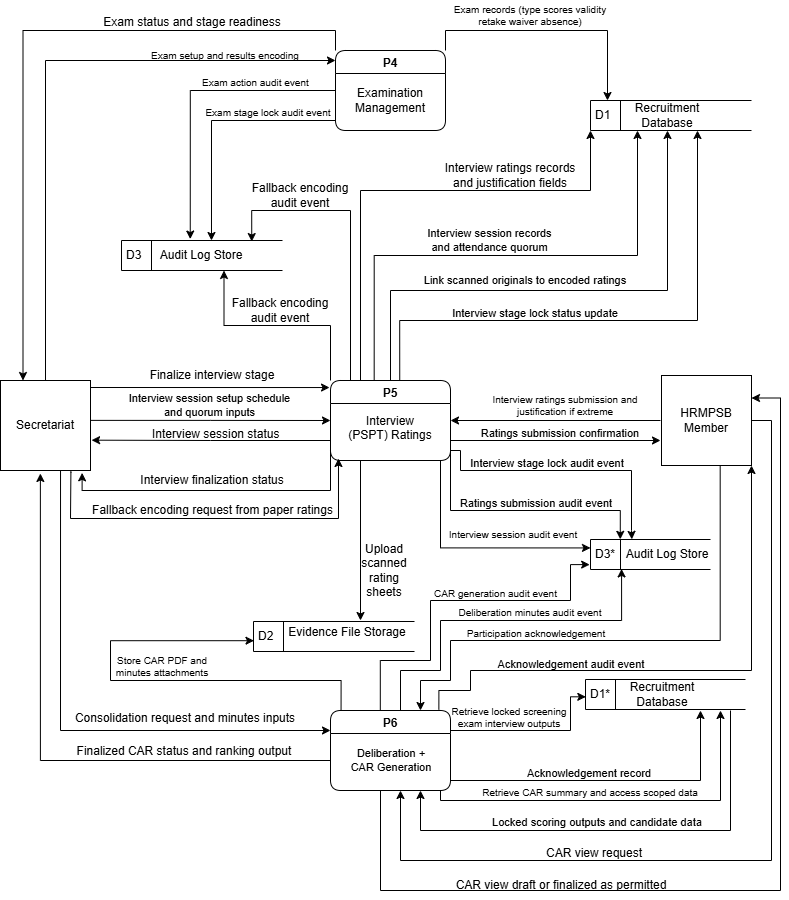 Exam status and stage readiness
Exam records (type scores validity
retake waiver absence)
Exam setup and results encoding
P4
Examination
Management
Exam action audit event
Exam stage lock audit event
D1
Recruitment
Database
Interview ratings records
and justification fields
Fallback encoding
audit event
Interview session records
and attendance quorum
D3
Audit Log Store
Link scanned originals to encoded ratings
Fallback encoding
audit event
Interview stage lock status update
Finalize interview stage
P5
Interview
(PSPT) Ratings
Secretariat
Interview session setup schedule
and quorum inputs
Interview session status
Interview ratings submission and
justification if extreme
HRMPSB
Member
Ratings submission confirmation
Interview stage lock audit event
Interview finalization status
Ratings submission audit event
Fallback encoding request from paper ratings
Interview session audit event
D3*
Audit Log Store
Upload
scanned
rating
sheets
CAR generation audit event
Deliberation minutes audit event
D2
Evidence File Storage
Participation acknowledgement
Store CAR PDF and
minutes attachments
Acknowledgement audit event
D1*
Recruitment
Database
Consolidation request and minutes inputs
P6
Deliberation +
CAR Generation
Retrieve locked screening
exam interview outputs
Finalized CAR status and ranking output
Acknowledgement record
Retrieve CAR summary and access scoped data
Locked scoring outputs and candidate data
CAR view request
CAR view draft or finalized as permitted